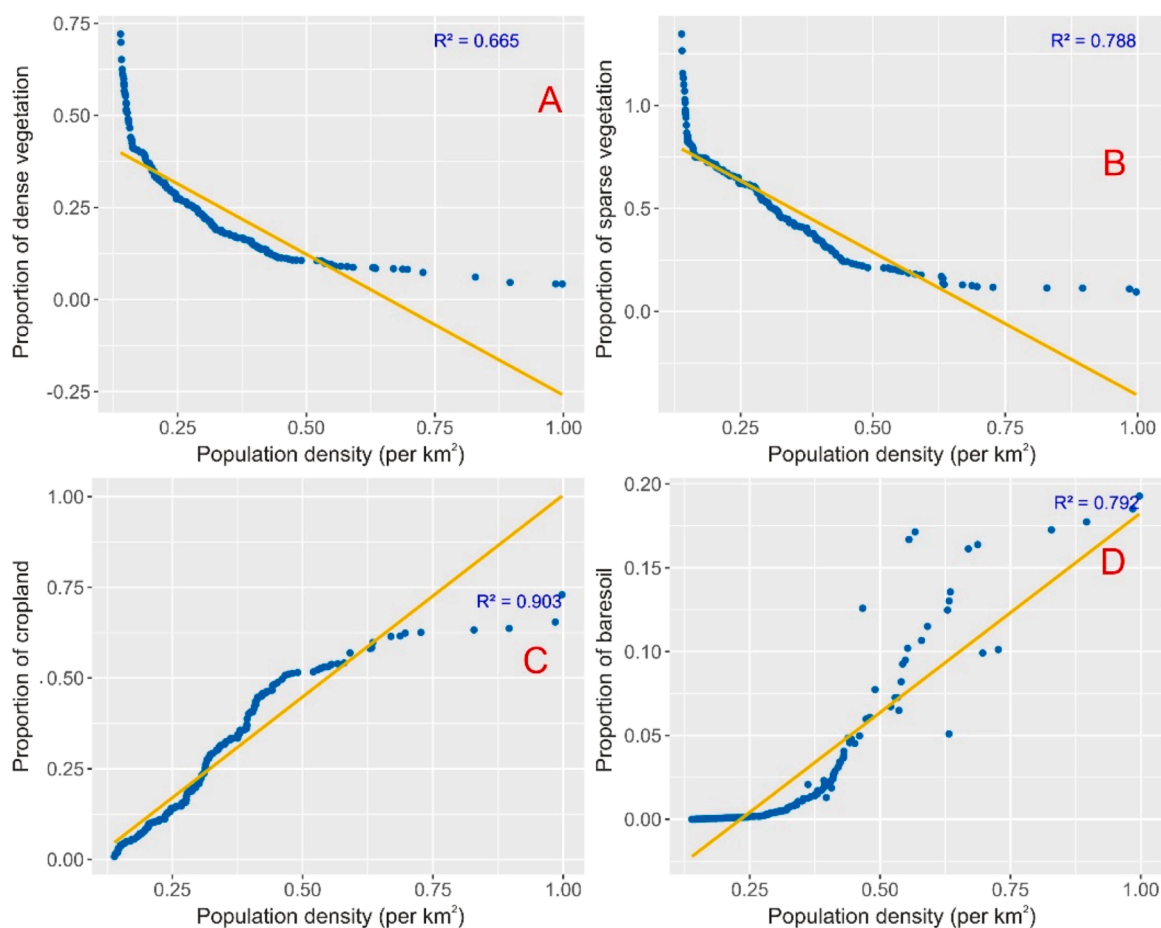 0.75
R² = 0.665
A
0.50
0.25
0.00
-0.25
Proportion of dense vegetation
0.25 0.50 0.75 1.00
Population density (per km²)
R² = 0.788
B
1.0
0.5
0.0
Proportion of sparse vegetation
0.25 0.50 0.75 1.00
Population density (per km²)
1.00
0.75
R² = 0.903
C
.50
0.25
0.00
Proportion of cropland
0.25 0.50 0.75 1.00
Population density (per km²)
0.20
R² = 0.792
D
0.15
0.10
0.05
0.00
Proportion of baresoil
0.25 0.50 0.75 1.00
Population density (per km²)